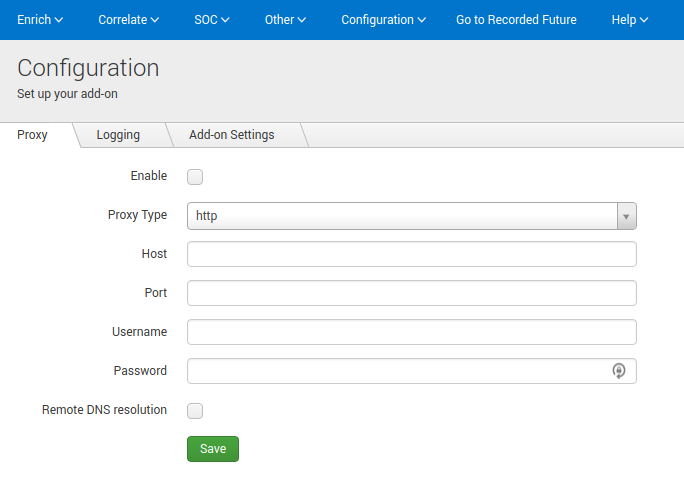 Enrich Correlate SOC Other Configuration Go to Recorded Future Help
Configuration
Set up your add-on
Proxy Logging Add-on Settings
Enable
Proxy Type http
Host
Port
Username
Password
Remote DNS resolution
Save